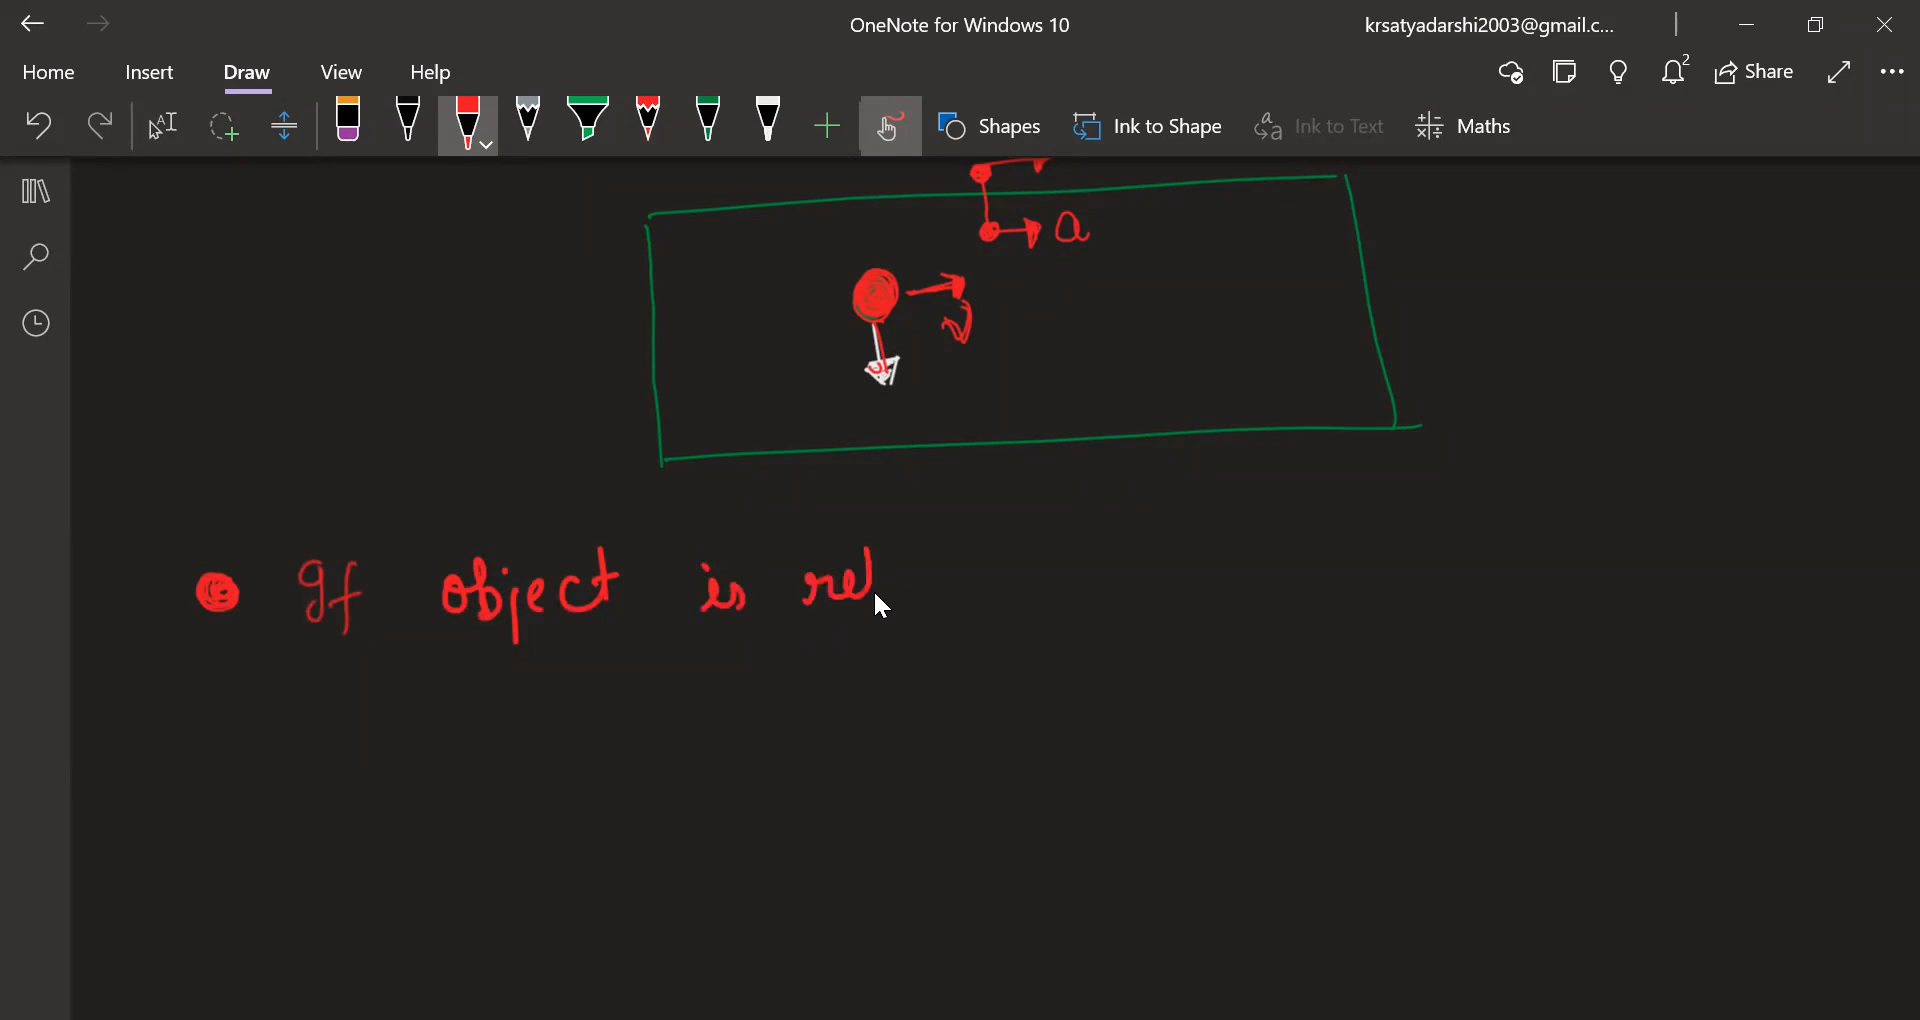 OneNote for Windows 10
krsatyadarshi2003@gmail.c...
Home Insert Draw View Help
2
Share
Shapes
Ink to Shape
Ink to Text
Maths
a
If object is rel